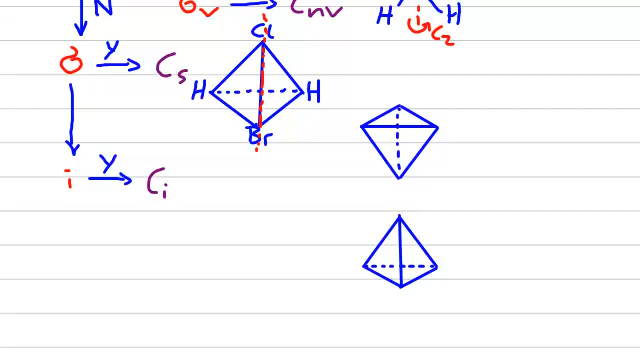 N σv → Cnv H H C2
σ Y → Cs
Cl
H H
Br
i Y → Ci